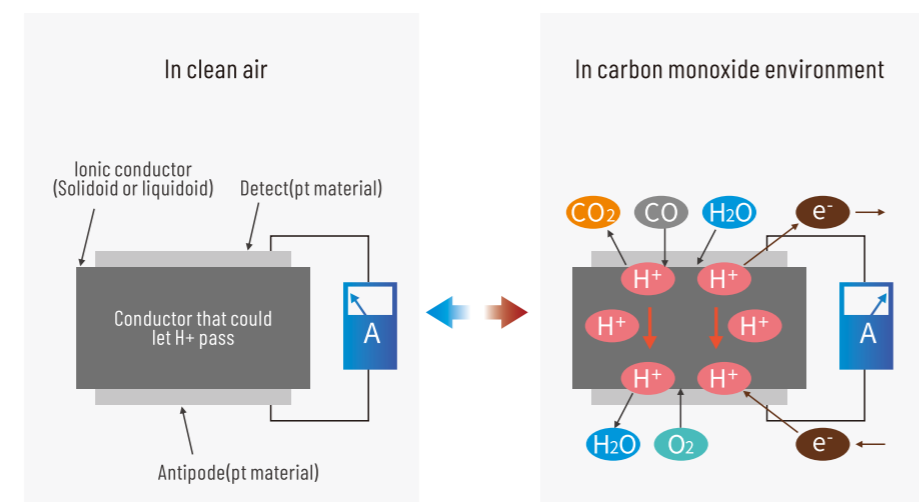 In clean air
Ionic conductor
(Solidoid or liquidoid)
Detect(pt material)
Conductor that could
let H+ pass
A
Antipode(pt material)
In carbon monoxide environment
CO₂
CO
H₂O
e⁻
H⁺
H⁺
H⁺
H⁺
A
H⁺
H⁺
H₂O
O₂
e⁻